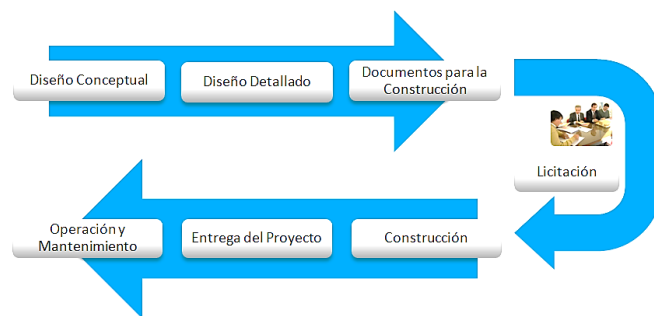 Diseño Conceptual
Diseño Detallado
Documentos para la
Construcción
Licitación
Construcción
Entrega del Proyecto
Operación y
Mantenimiento